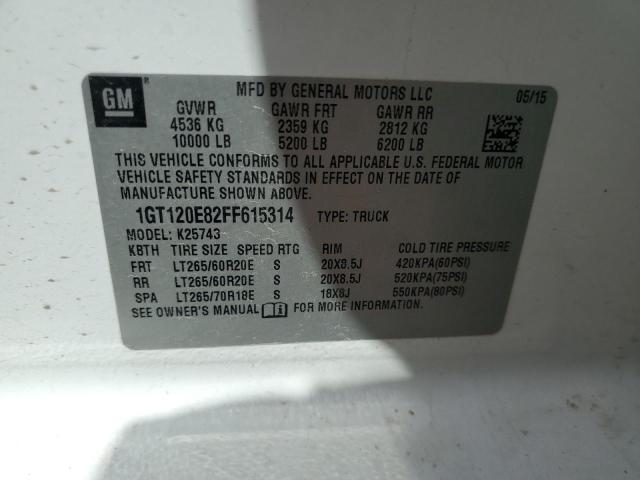 GM
MFD BY GENERAL MOTORS LLC 05/15
GVWR GAWR FRT GAWR RR
4536 KG 2359 KG 2812 KG
10000 LB 5200 LB 6200 LB
THIS VEHICLE CONFORMS TO ALL APPLICABLE U.S. FEDERAL MOTOR
VEHICLE SAFETY STANDARDS IN EFFECT ON THE DATE OF
MANUFACTURE SHOWN ABOVE.
1GT120E82FF615314 TYPE: TRUCK
MODEL: K25743
KBTH TIRE SIZE SPEED RTG RIM COLD TIRE PRESSURE
FRT LT265/60R20E S 20X8.5J 420KPA(60PSI)
RR LT265/60R20E S 20X8.5J 520KPA(75PSI)
SPA LT265/70R18E S 18X8J 550KPA(80PSI)
SEE OWNER'S MANUAL FOR MORE INFORMATION.